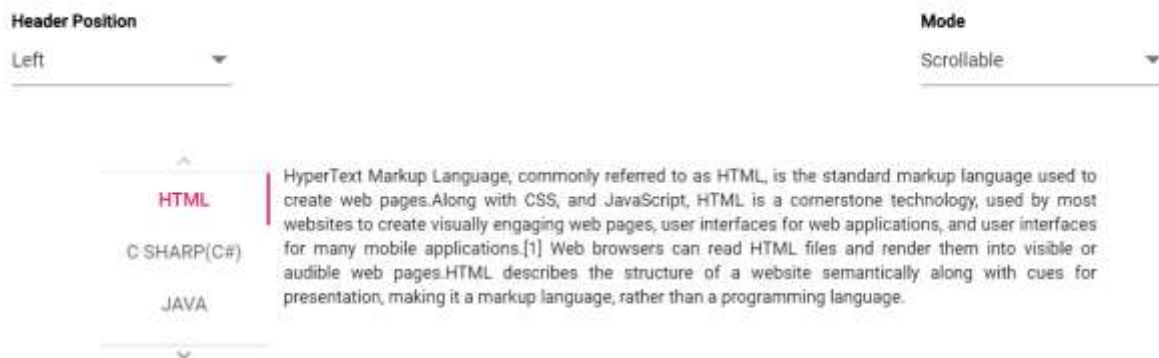 Header Position
Mode
Left
Scrollable
HyperText Markup Language, commonly referred to as HTML, is the standard markup language used to
HTML
create web pages.Along with CSS, and JavaScript, HTML is a cornerstone technology, used by most
websites to create visually engaging web pages, user interfaces for web applications, and user interfaces
C SHARP(C#)
for many mobile applications.[1] Web browsers can read HTML files and render them into visible or
audible web pages.HTML describes the structure of a website semantically along with cues for
JAVA
presentation, making it a markup language, rather than a programming language.